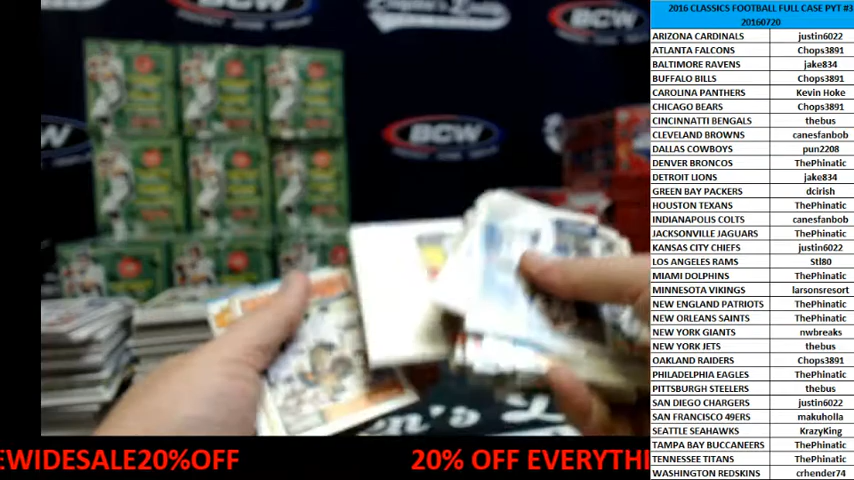 2016 CLASSICS FOOTBALL FULL CASE PYT #3
20160720
ARIZONA CARDINALS justin6022
ATLANTA FALCONS Chops3891
BALTIMORE RAVENS jake834
BUFFALO BILLS Chops3891
CAROLINA PANTHERS Kevin Hoke
CHICAGO BEARS Chops3891
CINCINNATI BENGALS thebus
CLEVELAND BROWNS canesfanbob
DALLAS COWBOYS pun2208
DENVER BRONCOS ThePhinatic
DETROIT LIONS jake834
GREEN BAY PACKERS dcirish
HOUSTON TEXANS ThePhinatic
INDIANAPOLIS COLTS canesfanbob
JACKSONVILLE JAGUARS ThePhinatic
KANSAS CITY CHIEFS justin6022
LOS ANGELES RAMS Stl80
MIAMI DOLPHINS ThePhinatic
MINNESOTA VIKINGS larsonsresort
NEW ENGLAND PATRIOTS ThePhinatic
NEW ORLEANS SAINTS ThePhinatic
NEW YORK GIANTS nwbreaks
NEW YORK JETS thebus
OAKLAND RAIDERS Chops3891
PHILADELPHIA EAGLES ThePhinatic
PITTSBURGH STEELERS thebus
SAN DIEGO CHARGERS justin6022
SAN FRANCISCO 49ERS makuholla
SEATTLE SEAHAWKS KrazyKing
TAMPA BAY BUCCANEERS ThePhinatic
TENNESSEE TITANS ThePhinatic
WASHINGTON REDSKINS crhender74
BCW
BCW
BCW
EWIDESALE20%OFF 20% OFF EVERYTHI